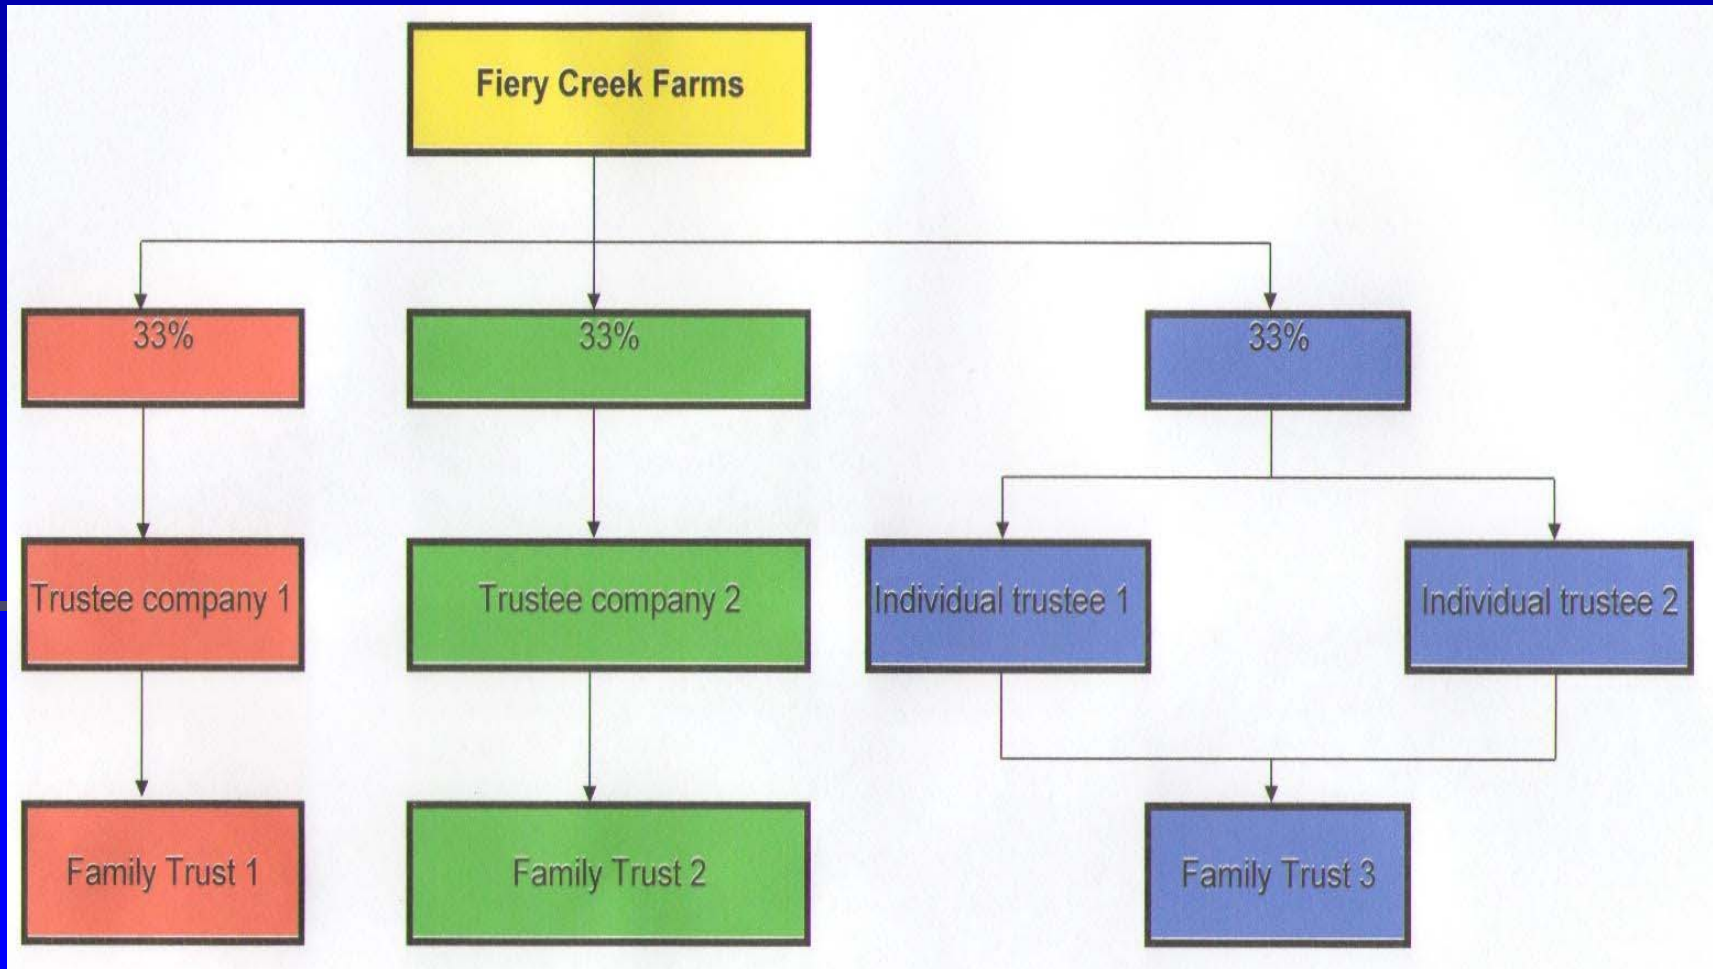 Fiery Creek Farms
33%
33%
33%
Trustee company 1
Trustee company 2
Individual trustee 1
Individual trustee 2
Family Trust 1
Family Trust 2
Family Trust 3